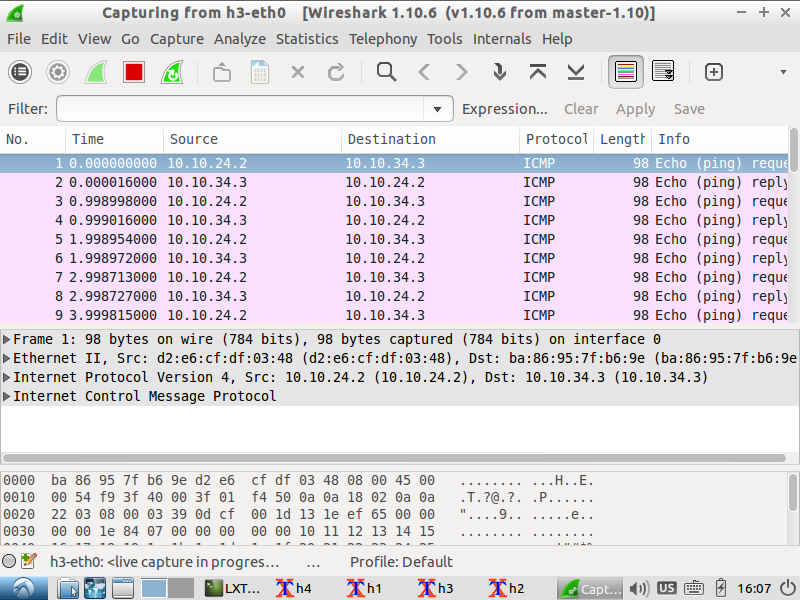 Capturing from h3-eth0 [Wireshark 1.10.6 (v1.10.6 from master-1.10)]
File Edit View Go Capture Analyze Statistics Telephony Tools Internals Help
Filter: Expression... Clear Apply Save
No. Time Source Destination Protocol Length Info
1 0.000000000 10.10.24.2 10.10.34.3 ICMP 98 Echo (ping) reque
2 0.000016000 10.10.34.3 10.10.24.2 ICMP 98 Echo (ping) reply
3 0.998998000 10.10.24.2 10.10.34.3 ICMP 98 Echo (ping) reque
4 0.999016000 10.10.34.3 10.10.24.2 ICMP 98 Echo (ping) reply
5 1.998954000 10.10.24.2 10.10.34.3 ICMP 98 Echo (ping) reque
6 1.998972000 10.10.34.3 10.10.24.2 ICMP 98 Echo (ping) reply
7 2.998713000 10.10.24.2 10.10.34.3 ICMP 98 Echo (ping) reque
8 2.998727000 10.10.34.3 10.10.24.2 ICMP 98 Echo (ping) reply
9 3.999815000 10.10.24.2 10.10.34.3 ICMP 98 Echo (ping) reque
Frame 1: 98 bytes on wire (784 bits), 98 bytes captured (784 bits) on interface 0
Ethernet II, Src: d2:e6:cf:df:03:48 (d2:e6:cf:df:03:48), Dst: ba:86:95:7f:b6:9e (ba:86:95:7f:b6:9e
Internet Protocol Version 4, Src: 10.10.24.2 (10.10.24.2), Dst: 10.10.34.3 (10.10.34.3)
Internet Control Message Protocol
0000 ba 86 95 7f b6 9e d2 e6 cf df 03 48 08 00 45 00 ........ ...H..E.
0010 00 54 f9 3f 40 00 3f 01 f4 50 0a 0a 18 02 0a 0a .T.?@.?. .P......
0020 22 03 08 00 03 39 0d cf 00 1d 13 1e ef 65 00 00 "....9.. .....e..
0030 00 00 1e 84 07 00 00 00 00 00 10 11 12 13 14 15 ........ ........
h3-eth0: <live capture in progres... ... Profile: Default
LXT... h4 h1 h3 h2 Capt... US 16:07